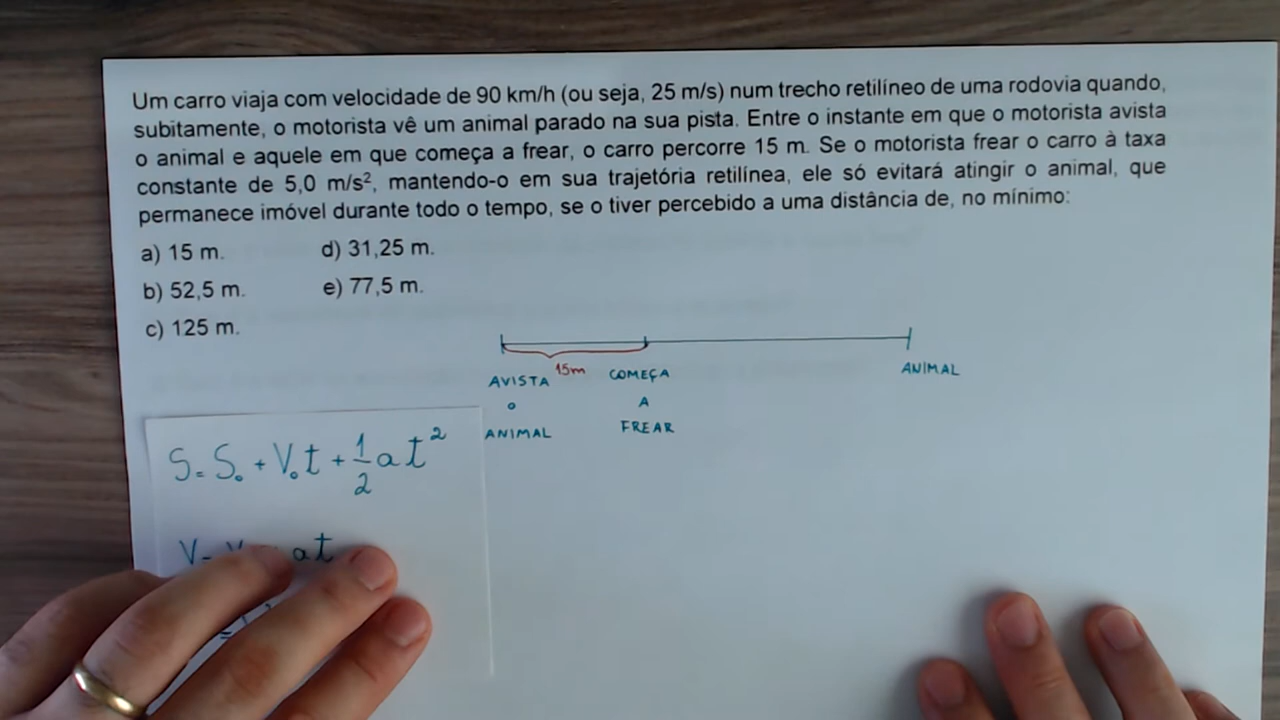 Um carro viaja com velocidade de 90 km/h (ou seja, 25 m/s) num trecho retilíneo de uma rodovia quando,
subitamente, o motorista vê um animal parado na sua pista. Entre o instante em que o motorista avista
o animal e aquele em que começa a frear, o carro percorre 15 m. Se o motorista frear o carro à taxa
constante de 5,0 m/s², mantendo-o em sua trajetória retilínea, ele só evitará atingir o animal, que
permanece imóvel durante todo o tempo, se o tiver percebido a uma distância de, no mínimo:
a) 15 m. d) 31,25 m.
b) 52,5 m. e) 77,5 m.
c) 125 m.
15m
AVISTA COMEÇA ANIMAL
O A
ANIMAL FREAR
S = S₀ + V₀t + 1/2 at²
at